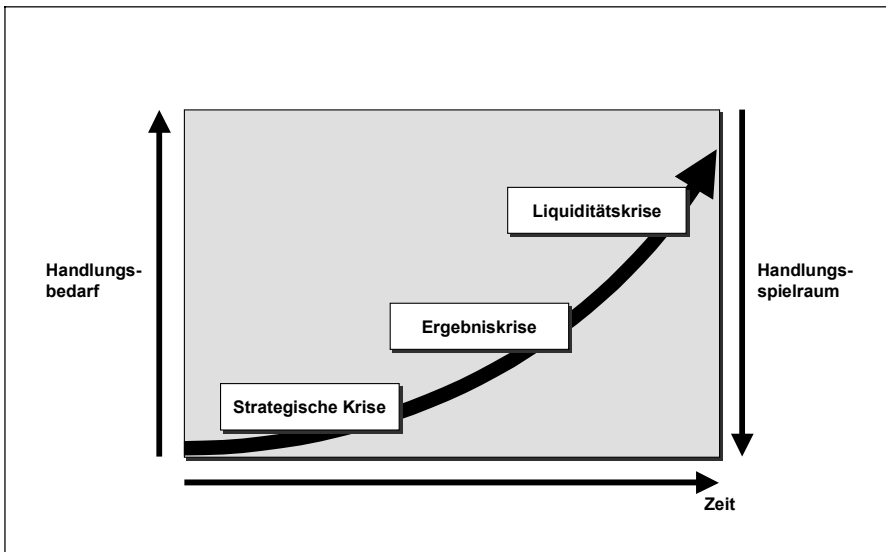 Liquiditätskrise
Handlungs-
bedarf
Handlungs-
spielraum
Ergebniskrise
Strategische Krise
Zeit